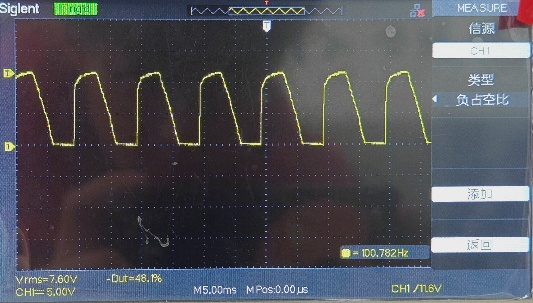 Siglent
MEASURE
信源
CH1
类型
负占空比
添加
返回
= 100.782Hz
Vrms=7.60V
-Dut=48.1%
CH1= 5.00V
M5.00ms
M Pos:0.00μs
CH1 /11.6V